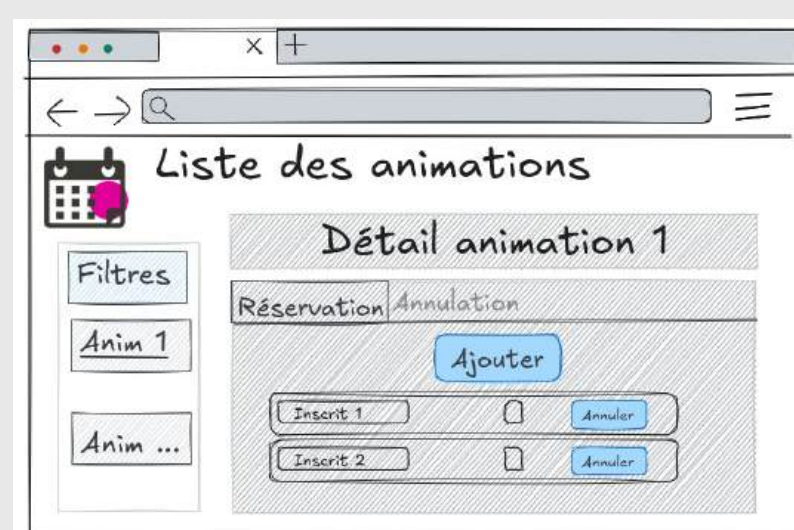 Liste des animations
Filtres
Anim 1
Anim ...
Détail animation 1
Réservation Annulation
Ajouter
Inscrit 1 Annuler
Inscrit 2 Annuler